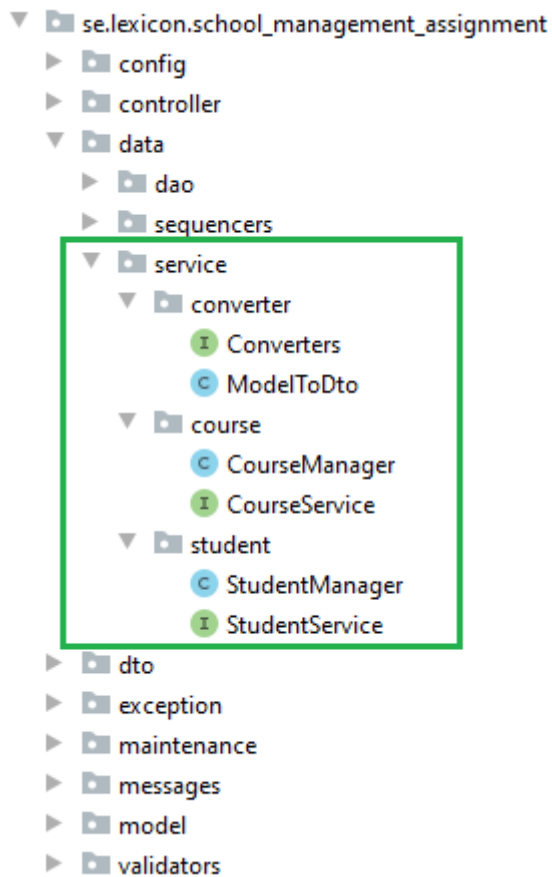 se.lexicon.school_management_assignment
config
controller
data
dao
sequencers
service
converter
I Converters
C ModelToDto
course
C CourseManager
I CourseService
student
C StudentManager
I StudentService
dto
exception
maintenance
messages
model
validators